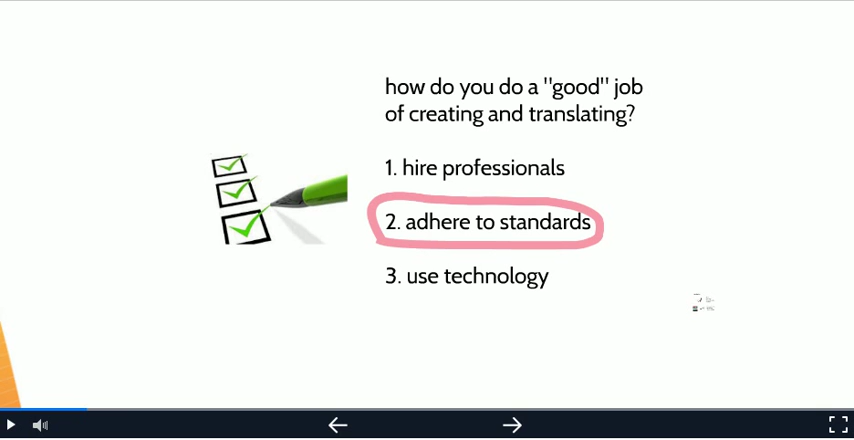 how do you do a "good" job
of creating and translating?
1. hire professionals
2. adhere to standards
3. use technology